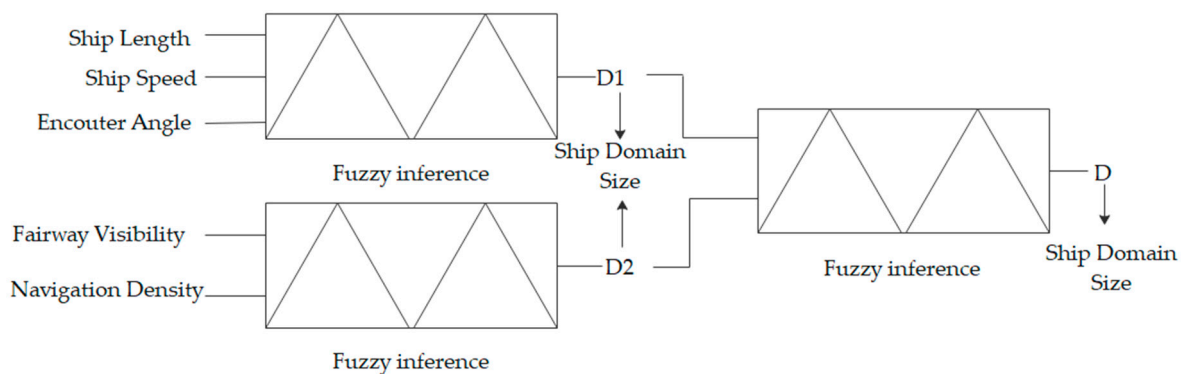 Ship Length
Ship Speed
Encouter Angle
Fuzzy inference
D1
Ship Domain
Size
Fairway Visibility
Navigation Density
D2
Fuzzy inference
D
Ship Domain
Size
Fuzzy inference